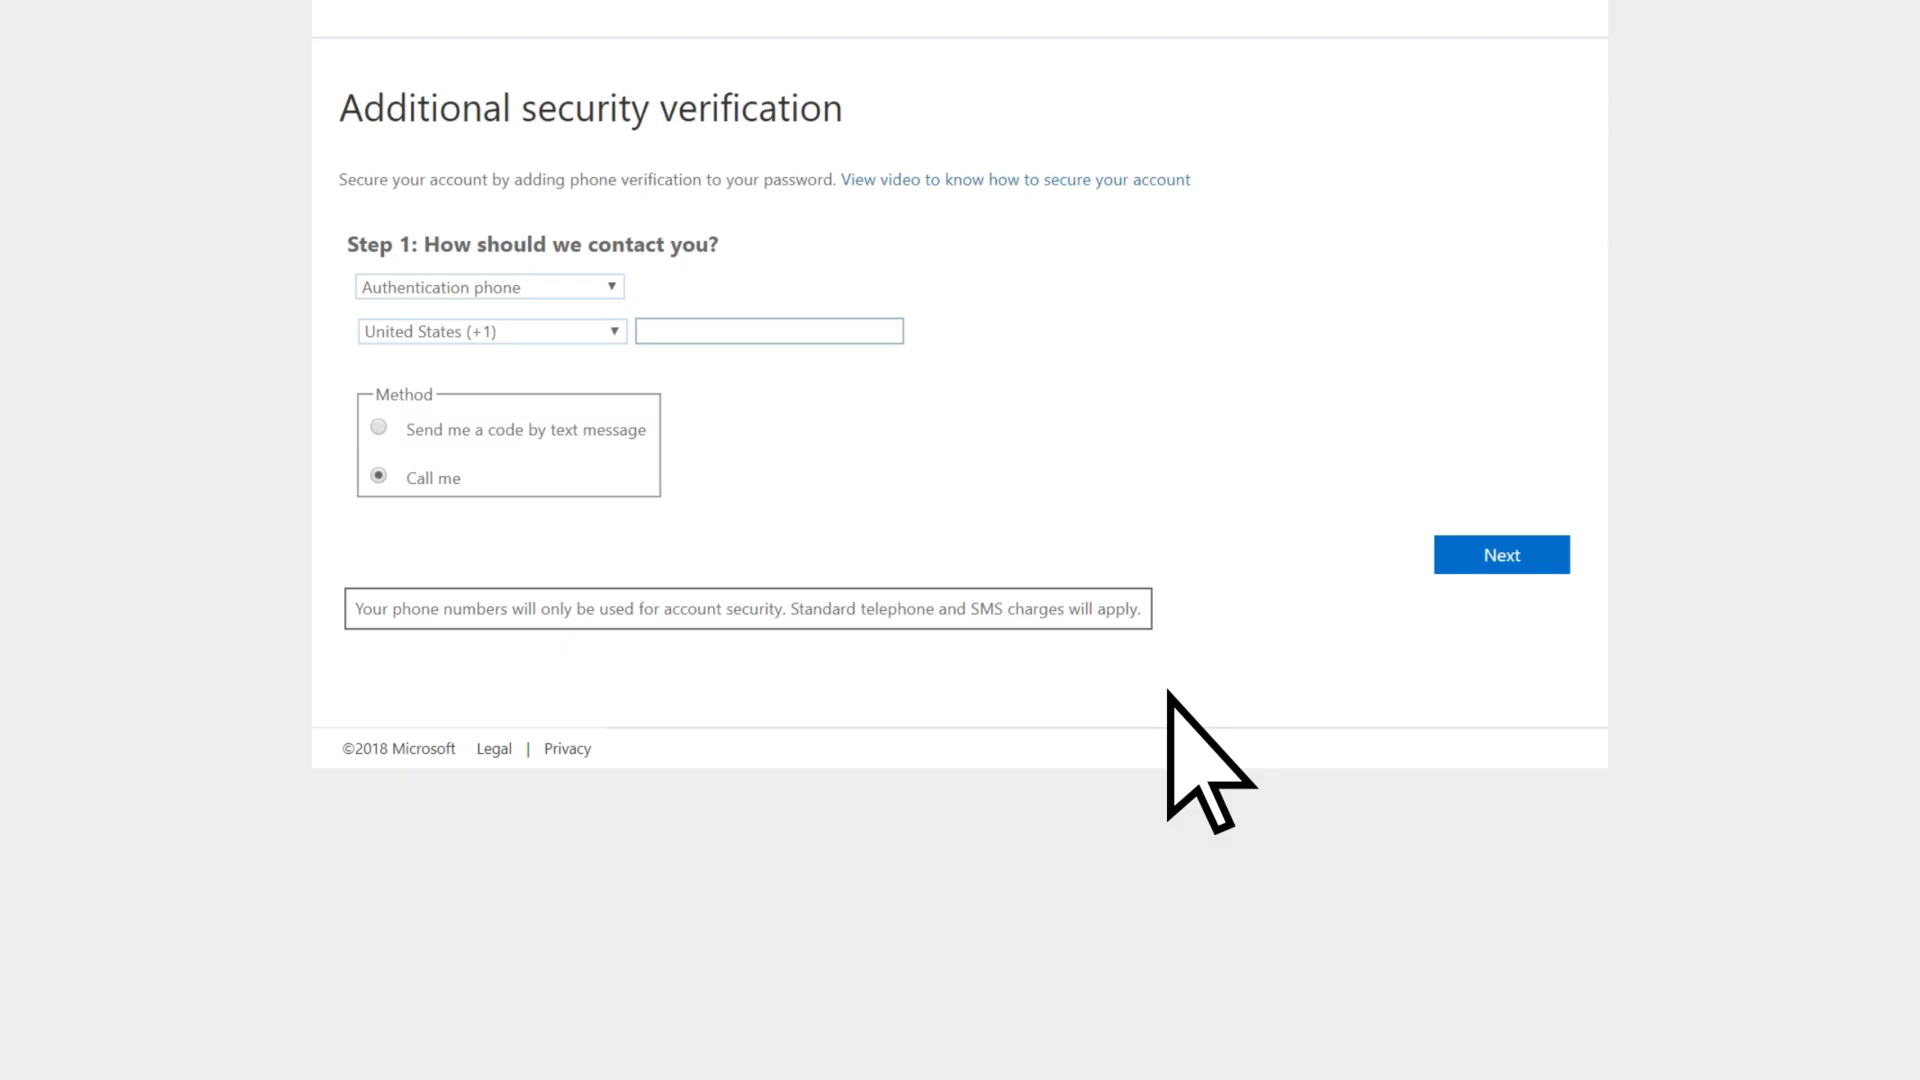 Additional security verification
Secure your account by adding phone verification to your password. View video to know how to secure your account
Step 1: How should we contact you?
Authentication phone
United States (+1)
Method
Send me a code by text message
Call me
Next
Your phone numbers will only be used for account security. Standard telephone and SMS charges will apply.
©2018 Microsoft Legal | Privacy